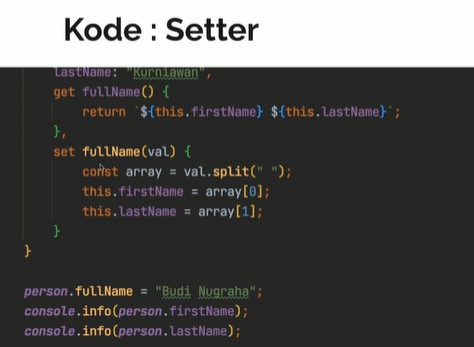 Kode : Setter
lastName: "Kurniawan",
get fullName() {
return `${this.firstName} ${this.lastName}`;
},
set fullName(val) {
const array = val.split(" ");
this.firstName = array[0];
this.lastName = array[1];
}
}
person.fullName = "Budi Nugraha";
console.info(person.firstName);
console.info(person.lastName);